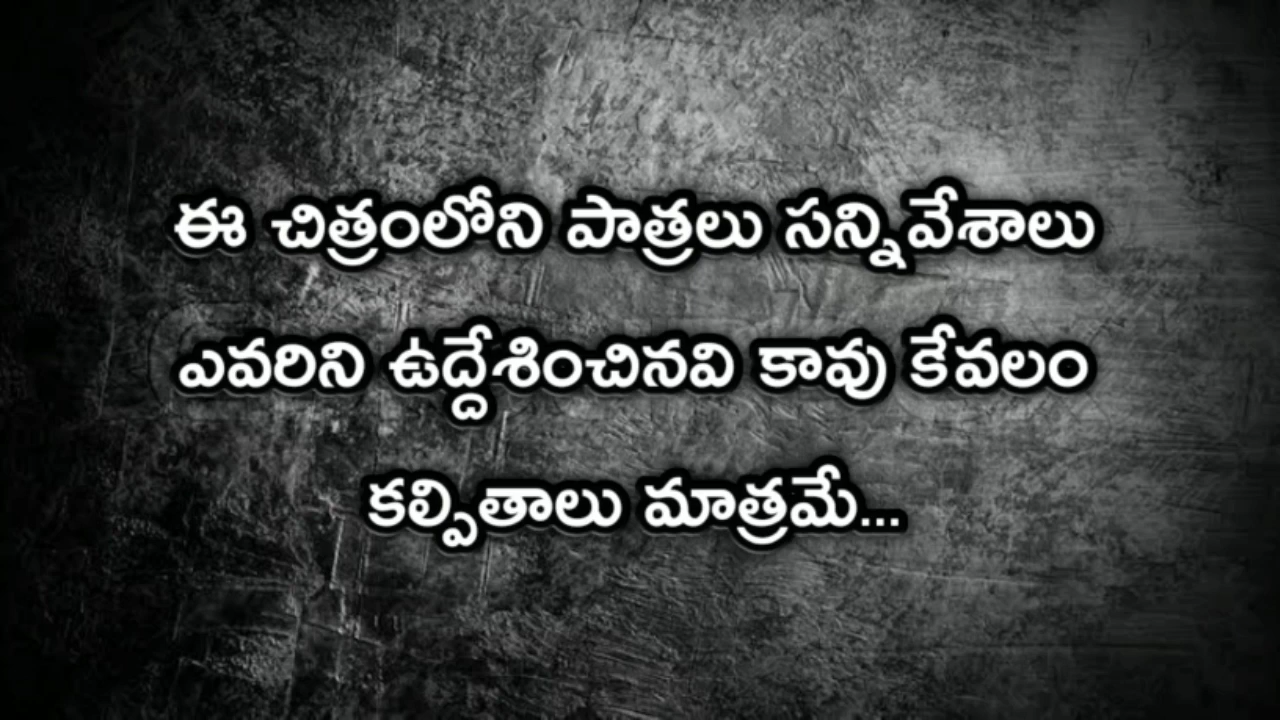 ఈ చిత్రంలోని పాత్రలు సన్నివేశాలు
ఎవరిని ఉద్దేశించినవి కావు కేవలం
కల్పితాలు మాత్రమే...